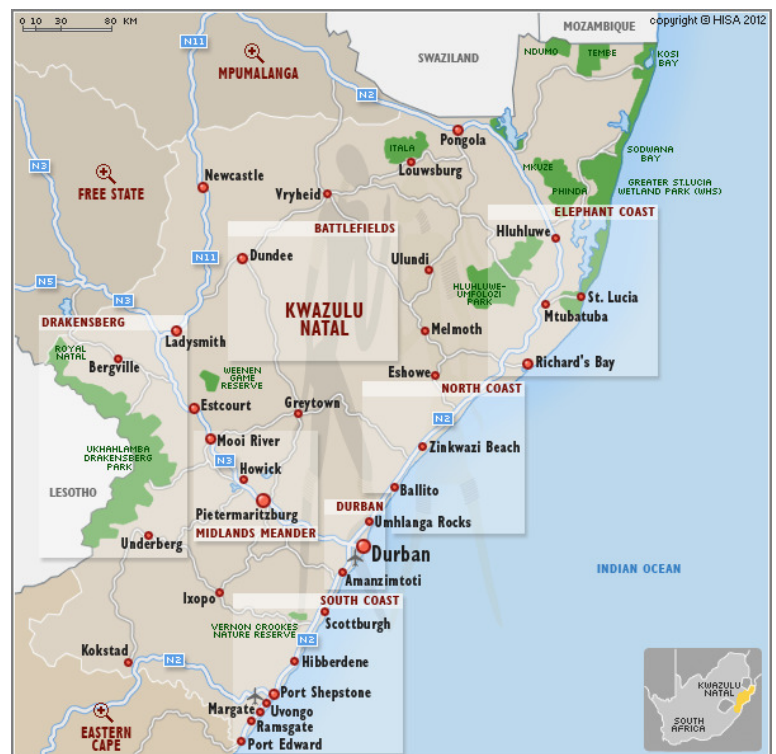 0 10 30 80 KM
MOZAMBIQUE
copyright © HISA 2012
N11
SWAZILAND
NDUMO
TEMBE
KOSI
BAY
MPUMALANGA
N2
N3
PONGOLA
ITALA
Louwsburg
SODWANA
BAY
MKUZE
PHINDA
GREATER ST.LUCIA
WETLAND PARK (WHS)
FREE STATE
Newcastle
Vryheid
ELEPHANT COAST
BATTLEFIELDS
Hluhluwe
N11
Dundee
Ulundi
N5
HLUHLUWE-
UMFOLOZI
PARK
St. Lucia
Mtubatuba
N3
KWAZULU
NATAL
DRAKENSBERG
Ladysmith
Melmoth
ROYAL
NATAL
Bergville
WEENEN
GAME
RESERVE
Eshowe
Richard's Bay
NORTH COAST
Estcourt
Greytown
N2
Mooi River
Zinkwazi Beach
UKHAHLAMBA
DRAKENSBERG
PARK
N3
Howick
LESOTHO
Pietermaritzburg
Ballito
DURBAN
Umhlanga Rocks
MIDLANDS MEANDER
Underberg
Durban
Amanzimtoti
INDIAN OCEAN
Ixopo
SOUTH COAST
Scottburgh
VERNON CROOKES
NATURE RESERVE
N2
Kokstad
N2
Hibberdene
Port Shepstone
Margate
Uvongo
Ramsgate
Port Edward
EASTERN
CAPE
KWAZULU
NATAL
SOUTH
AFRICA